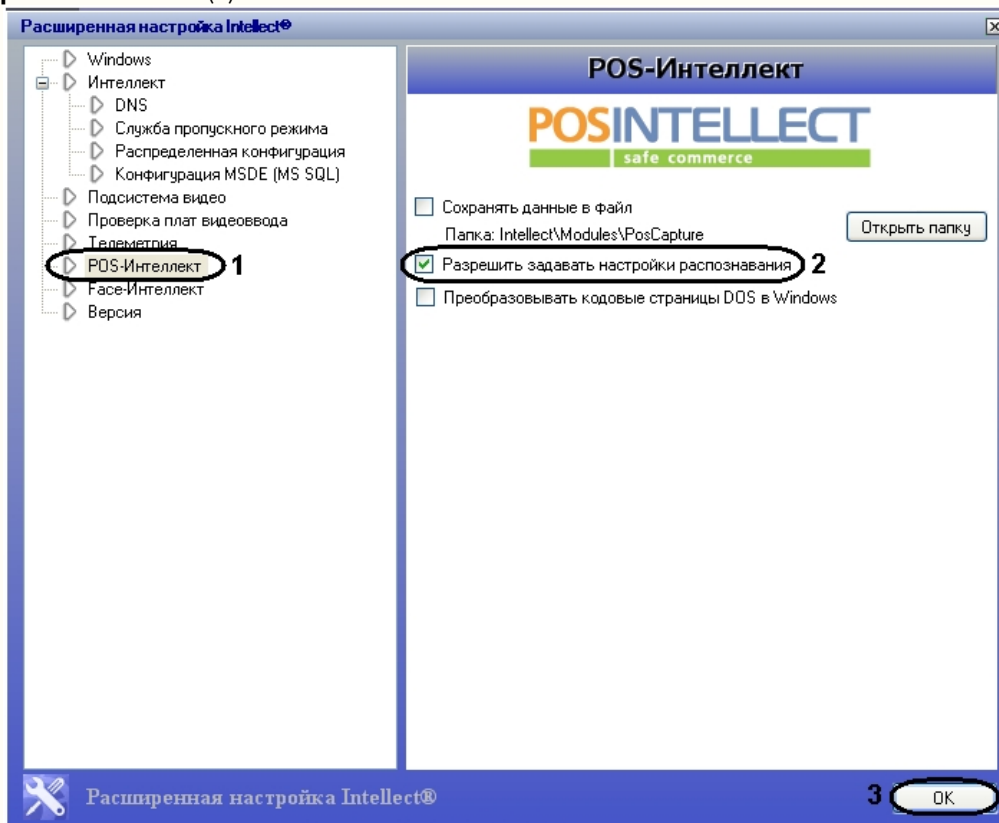 Расширенная настройка Intellect®
Windows
Интеллект
DNS
Служба пропускного режима
Распределенная конфигурация
Конфигурация MSDE (MS SQL)
Подсистема видео
Проверка плат видеоввода
Телеметрия
POS-Интеллект 1
Face-Интеллект
Версия
POS-Интеллект
POSINTELLECT
safe commerce
Сохранять данные в файл
Папка: Intellect\Modules\PosCapture
Открыть папку
Разрешить задавать настройки распознавания 2
Преобразовывать кодовые страницы DOS в Windows
Расширенная настройка Intellect®
3 OK